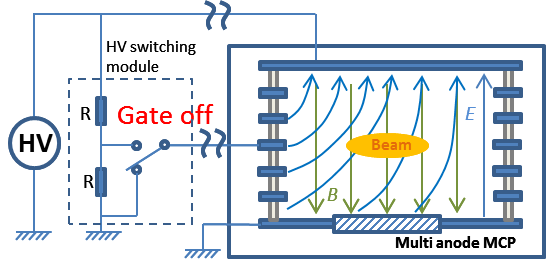 HV switching
module
R
Gate off
HV
R
E
Beam
B
Multi anode MCP